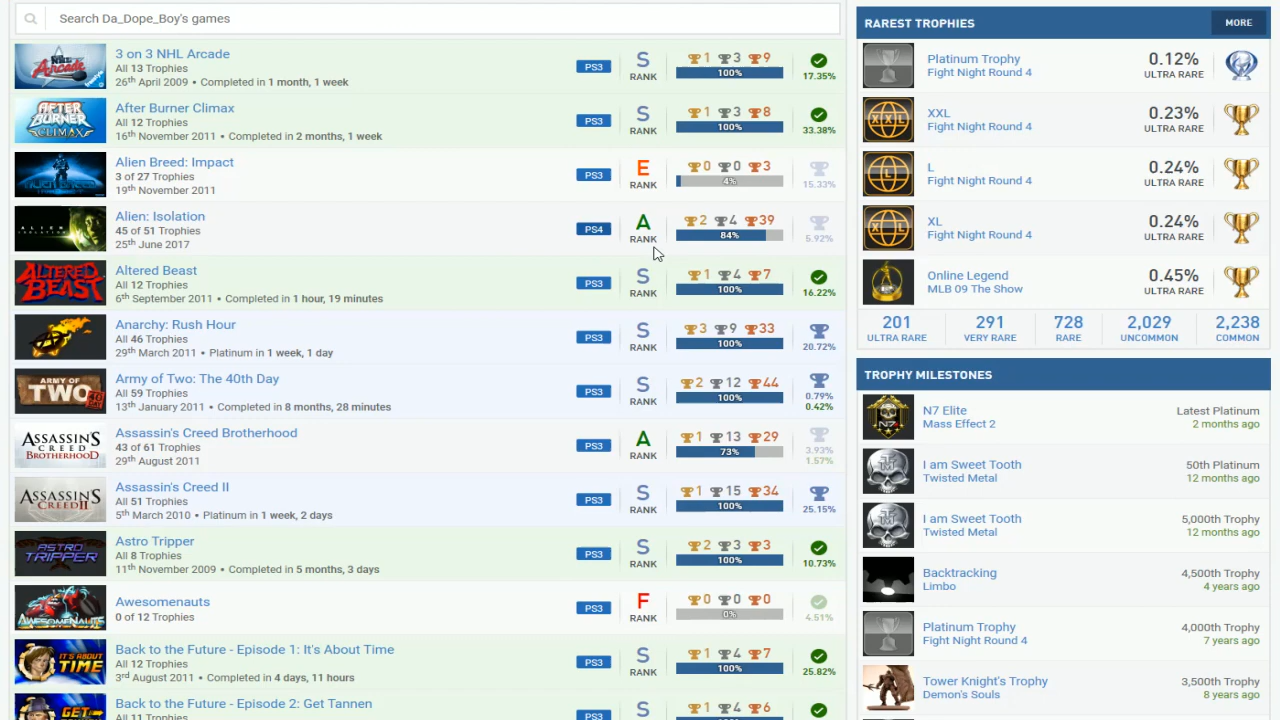 Search Da_Dope_Boy's games
3 on 3 NHL Arcade
All 13 Trophies
26th April 2009 • Completed in 1 month, 1 week
PS3
S
RANK
1 3 9
100%
17.35%
After Burner Climax
All 12 Trophies
16th November 2011 • Completed in 2 months, 1 week
PS3
S
RANK
1 3 8
100%
33.38%
Alien Breed: Impact
3 of 27 Trophies
19th November 2011
PS3
E
RANK
0 0 3
4%
15.33%
Alien: Isolation
45 of 51 Trophies
25th June 2017
PS4
A
RANK
2 4 39
84%
5.92%
Altered Beast
All 12 Trophies
6th September 2011 • Completed in 1 hour, 19 minutes
PS3
S
RANK
1 4 7
100%
16.22%
Anarchy: Rush Hour
All 46 Trophies
29th March 2011 • Platinum in 1 week, 1 day
PS3
S
RANK
3 9 33
100%
20.72%
Army of Two: The 40th Day
All 59 Trophies
13th January 2011 • Completed in 8 months, 28 minutes
PS3
S
RANK
2 12 44
100%
0.79%
0.42%
Assassin's Creed Brotherhood
43 of 61 Trophies
29th August 2011
PS3
A
RANK
1 13 29
73%
3.93%
1.57%
Assassin's Creed II
All 51 Trophies
5th March 2010 • Platinum in 1 week, 2 days
PS3
S
RANK
1 15 34
100%
25.15%
Astro Tripper
All 8 Trophies
11th November 2009 • Completed in 5 months, 3 days
PS3
S
RANK
2 3 3
100%
10.73%
Awesomenauts
0 of 12 Trophies
PS3
F
RANK
0 0 0
0%
4.51%
Back to the Future - Episode 1: It's About Time
All 12 Trophies
3rd August 2011 • Completed in 4 days, 11 hours
PS3
S
RANK
1 4 7
100%
25.82%
Back to the Future - Episode 2: Get Tannen
All 11 Trophies
PS3
S
1 4 6
RAREST TROPHIES
MORE
Platinum Trophy
Fight Night Round 4
0.12%
ULTRA RARE
XXL
Fight Night Round 4
0.23%
ULTRA RARE
L
Fight Night Round 4
0.24%
ULTRA RARE
XL
Fight Night Round 4
0.24%
ULTRA RARE
Online Legend
MLB 09 The Show
0.45%
ULTRA RARE
201 291 728 2,029 2,238
ULTRA RARE VERY RARE RARE UNCOMMON COMMON
TROPHY MILESTONES
N7 Elite
Mass Effect 2
Latest Platinum
2 months ago
I am Sweet Tooth
Twisted Metal
50th Platinum
12 months ago
I am Sweet Tooth
Twisted Metal
5,000th Trophy
12 months ago
Backtracking
Limbo
4,500th Trophy
4 years ago
Platinum Trophy
Fight Night Round 4
4,000th Trophy
7 years ago
Tower Knight's Trophy
Demon's Souls
3,500th Trophy
8 years ago